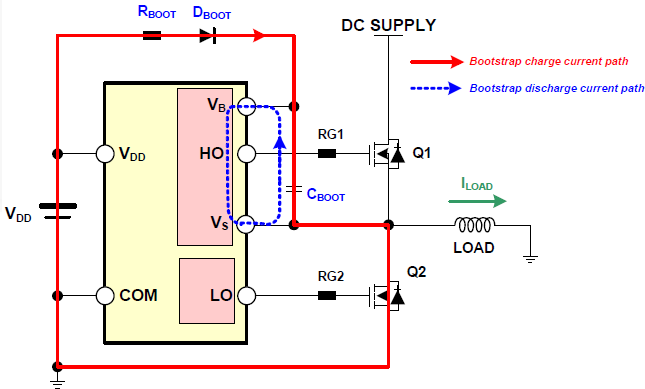 RBOOT DBOOT
DC SUPPLY
Bootstrap charge current path
Bootstrap discharge current path
VB
RG1
VDD
HO
Q1
ILOAD
CBOOT
VDD
VS
LOAD
Q2
RG2
COM
LO